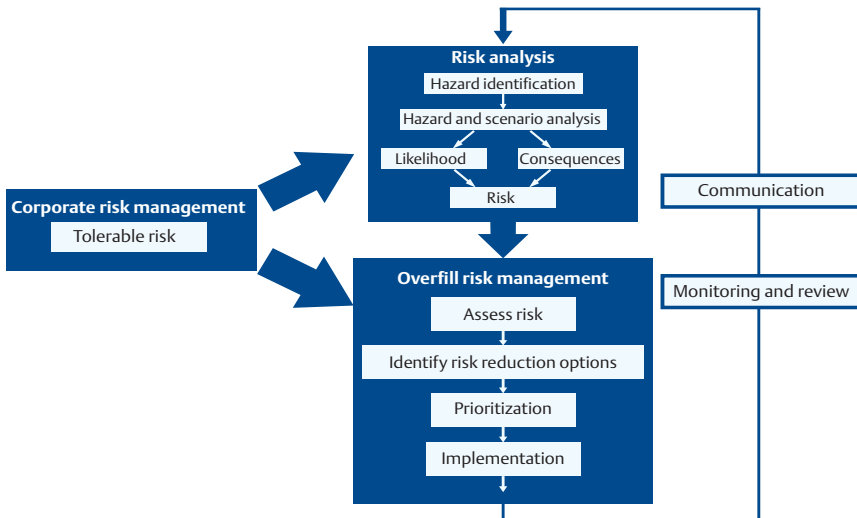 Risk analysis
Hazard identification
Hazard and scenario analysis
Likelihood
Consequences
Risk
Corporate risk management
Tolerable risk
Overfill risk management
Assess risk
Identify risk reduction options
Prioritization
Implementation
Communication
Monitoring and review